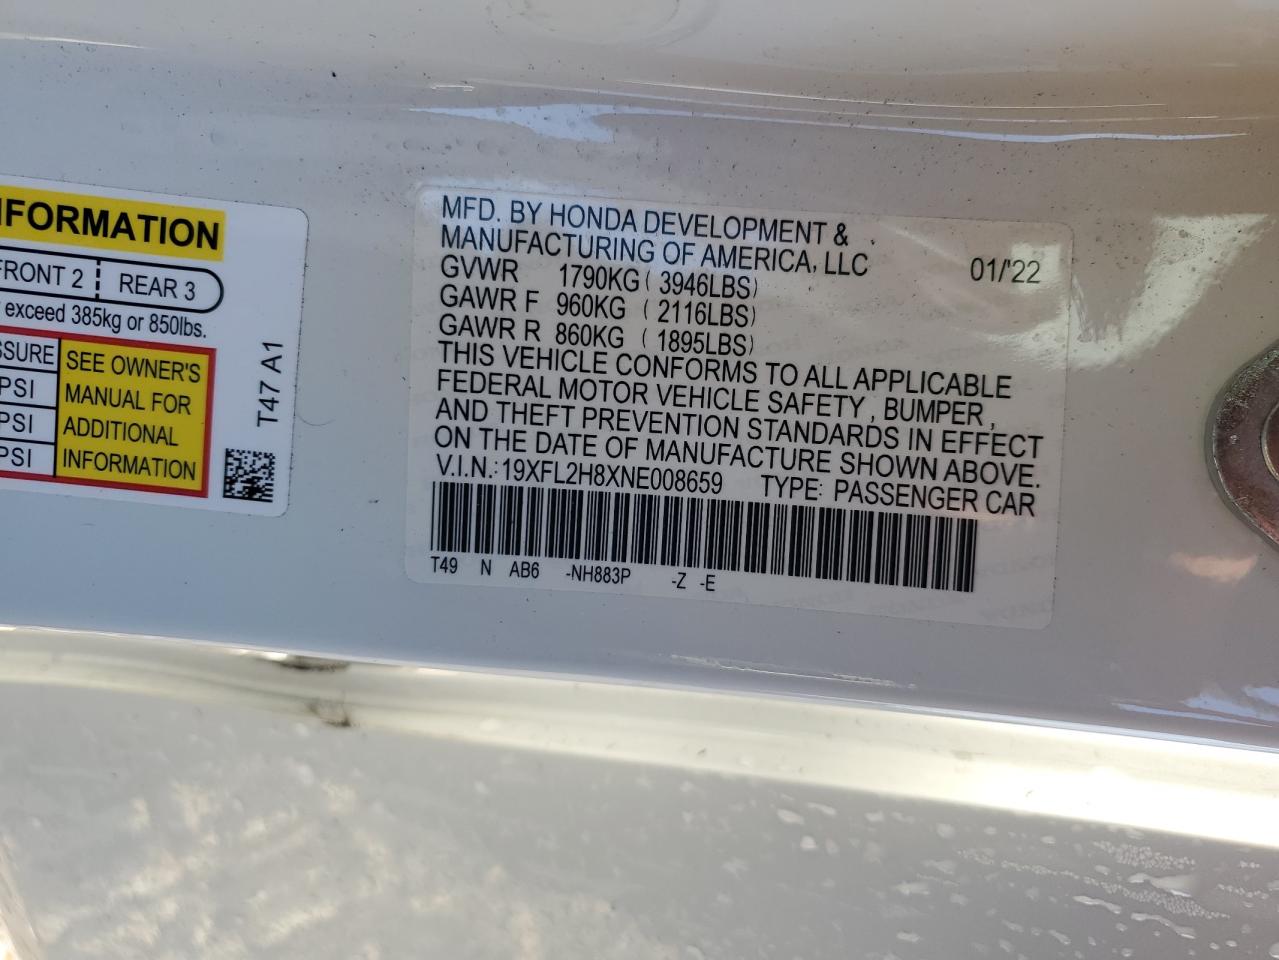 NFORMATION
FRONT 2 REAR 3
exceed 385kg or 850lbs.
SSURE
PSI
PSI
PSI
SEE OWNER'S
MANUAL FOR
ADDITIONAL
INFORMATION
T47 A1
MFD. BY HONDA DEVELOPMENT &
MANUFACTURING OF AMERICA, LLC 01/'22
GVWR 1790KG (3946LBS)
GAWR F 960KG (2116LBS)
GAWR R 860KG (1895LBS)
THIS VEHICLE CONFORMS TO ALL APPLICABLE
FEDERAL MOTOR VEHICLE SAFETY, BUMPER,
AND THEFT PREVENTION STANDARDS IN EFFECT
ON THE DATE OF MANUFACTURE SHOWN ABOVE.
V.I.N.: 19XFL2H8XNE008659 TYPE: PASSENGER CAR
T49 N AB6 -NH883P -Z -E